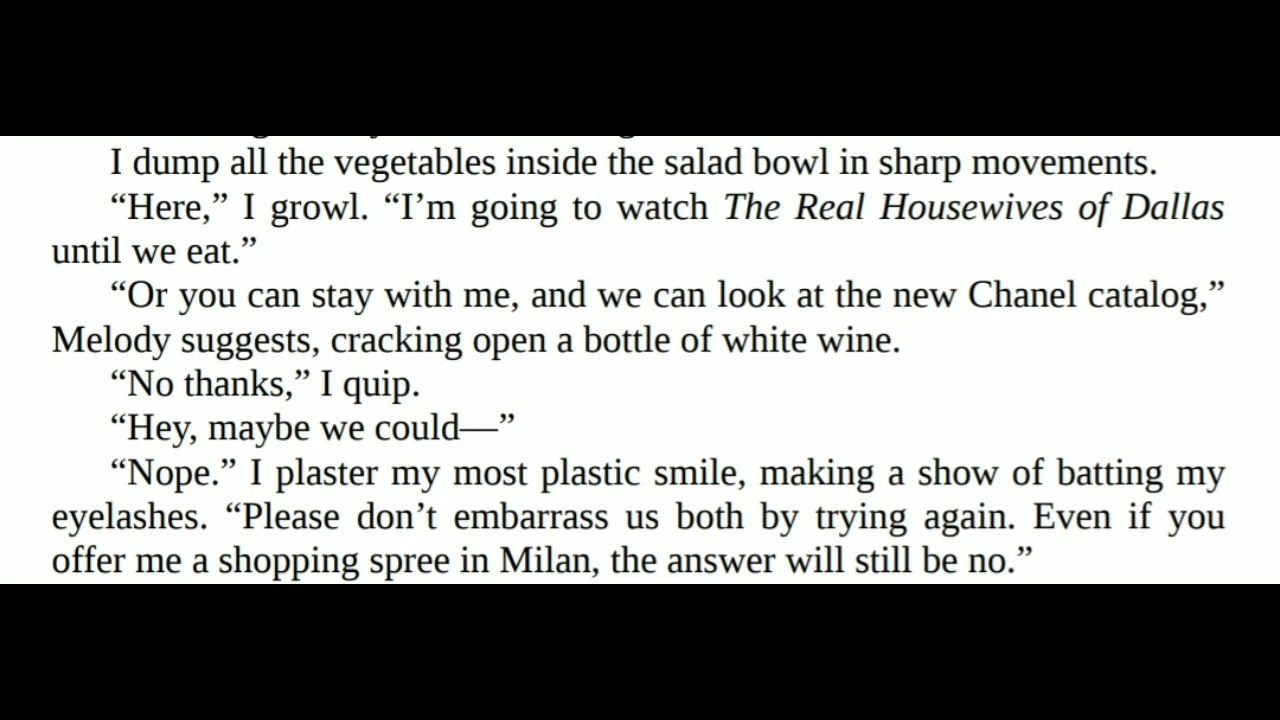 I dump all the vegetables inside the salad bowl in sharp movements.
“Here,” I growl. “I’m going to watch The Real Housewives of Dallas
until we eat.”
“Or you can stay with me, and we can look at the new Chanel catalog,”
Melody suggests, cracking open a bottle of white wine.
“No thanks,” I quip.
“Hey, maybe we could—”
“Nope.” I plaster my most plastic smile, making a show of batting my
eyelashes. “Please don’t embarrass us both by trying again. Even if you
offer me a shopping spree in Milan, the answer will still be no.”